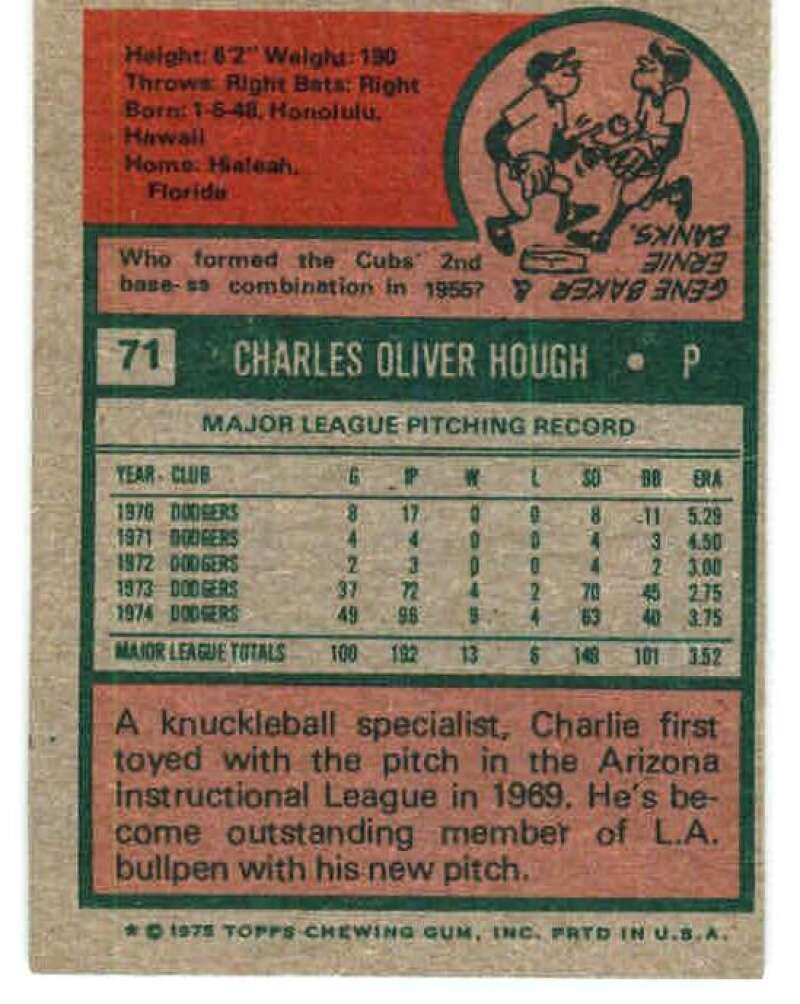 Height: 6'2" Weight: 190
Throws: Right Bats: Right
Born: 1-5-48, Honolulu,
Hawaii
Home: Hialeah,
Florida
Who formed the Cubs' 2nd
base-ss combination in 1955?
GENE BAKER &
ERNIE
BANKS.
71 CHARLES OLIVER HOUGH • P
MAJOR LEAGUE PITCHING RECORD
YEAR CLUB G IP W L SO BB ERA
1970 DODGERS 8 17 0 0 8 11 5.29
1971 DODGERS 4 4 0 0 4 3 4.50
1972 DODGERS 2 3 0 0 4 2 3.00
1973 DODGERS 37 72 4 2 70 45 2.75
1974 DODGERS 49 96 9 4 63 40 3.75
MAJOR LEAGUE TOTALS 100 192 13 6 149 101 3.52
A knuckleball specialist, Charlie first
toyed with the pitch in the Arizona
Instructional League in 1969. He's be-
come outstanding member of L.A.
bullpen with his new pitch.
* © 1975 TOPPS CHEWING GUM, INC. PRTD IN U.S.A.